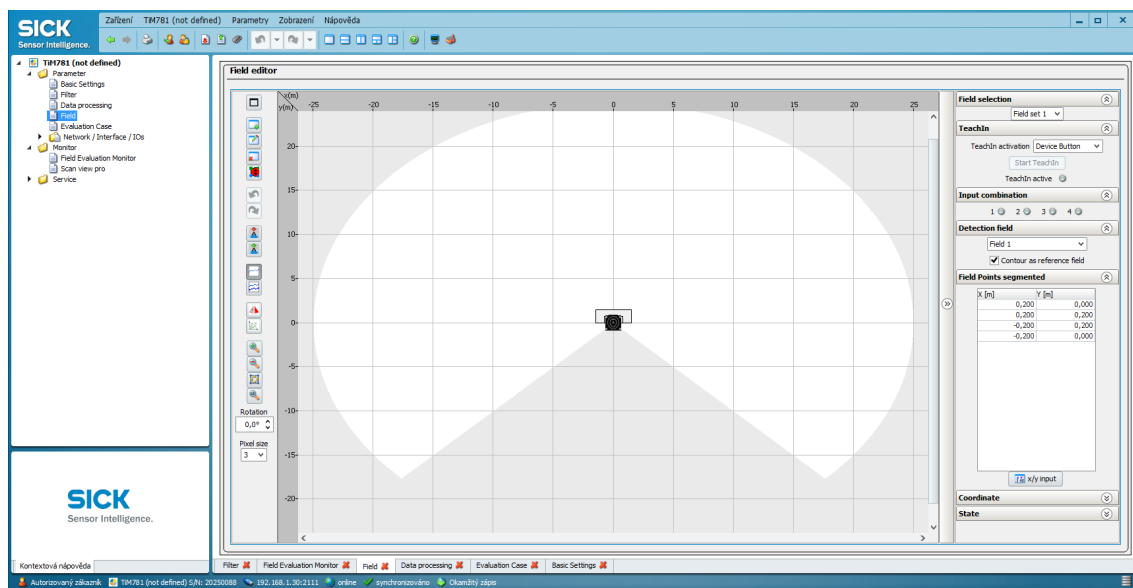 SICK
Sensor Intelligence.
Zařízení TiM781 (not defined) Parametry Zobrazení Nápověda
TiM781 (not defined)
Parameter
Basic Settings
Filter
Data processing
Field
Evaluation Case
Network / Interface / IOs
Monitor
Field Evaluation Monitor
Scan view pro
Service
SICK
Sensor Intelligence.
Kontextová nápověda
Field editor
x(m)
y(m)
-25 -20 -15 -10 -5 0 5 10 15 20 25
20
15
10
5
0
-5
-10
-15
-20
Rotation
0,0°
Pixel size
3
Field selection
Field set 1
TeachIn
TeachIn activation Device Button
Start TeachIn
TeachIn active
Input combination
1 2 3 4
Detection field
Field 1
Contour as reference field
Field Points segmented
X [m] Y [m]
0,200 0,000
0,200 0,200
-0,200 0,200
-0,200 0,000
x/y input
Coordinate
State
Filter Field Evaluation Monitor Field Data processing Evaluation Case Basic Settings
Autorizovaný zákazník TiM781 (not defined) S/N: 20250088 192.168.1.30:2111 online synchronizováno Okamžitý zápis